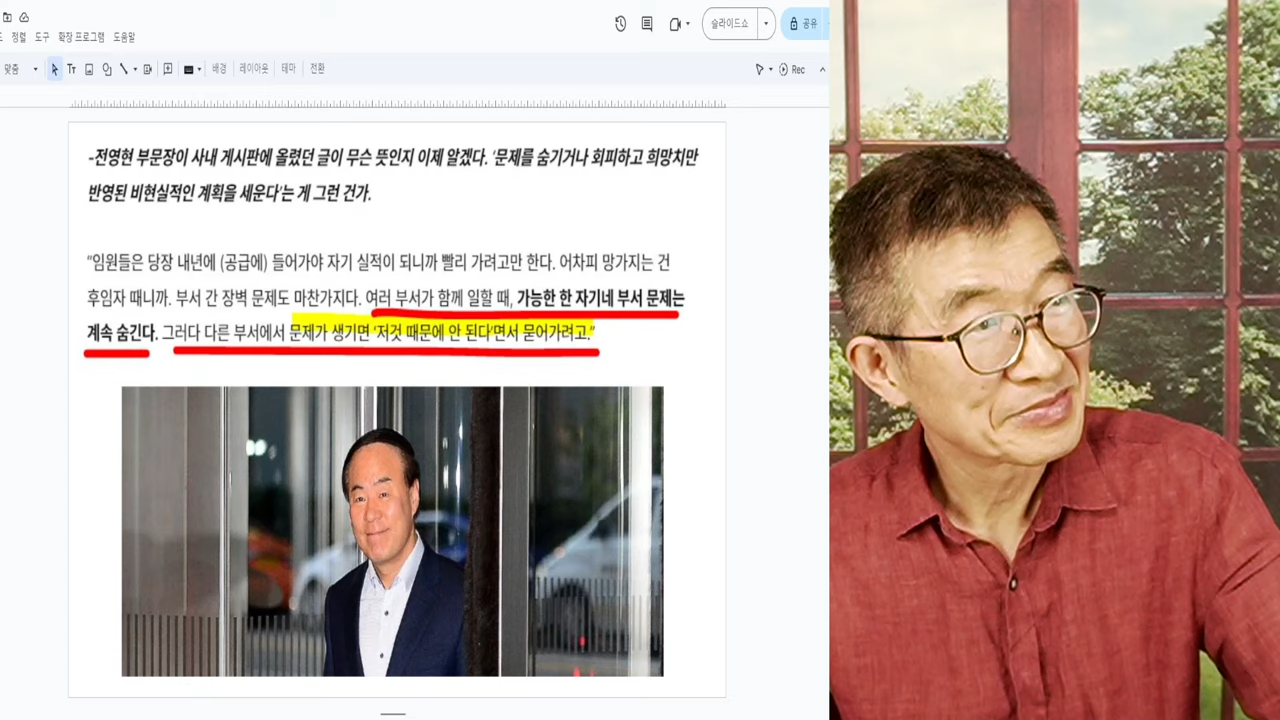 정렬 도구 확장 프로그램 도움말
슬라이드쇼
공유
맞춤
배경 레이아웃 테마 전환
Rec
-전영현 부문장이 사내 게시판에 올렸던 글이 무슨 뜻인지 이제 알겠다. ‘문제를 숨기거나 회피하고 희망치만
반영된 비현실적인 계획을 세운다’는 게 그런 건가.
“임원들은 당장 내년에 (공급에) 들어가야 자기 실적이 되니까 빨리 가려고만 한다. 어차피 망가지는 건
후임자 때니까. 부서 간 장벽 문제도 마찬가지다. 여러 부서가 함께 일할 때, 가능한 한 자기네 부서 문제는
계속 숨긴다. 그러다 다른 부서에서 문제가 생기면 ‘저것 때문에 안 된다’면서 묻어가려고.”